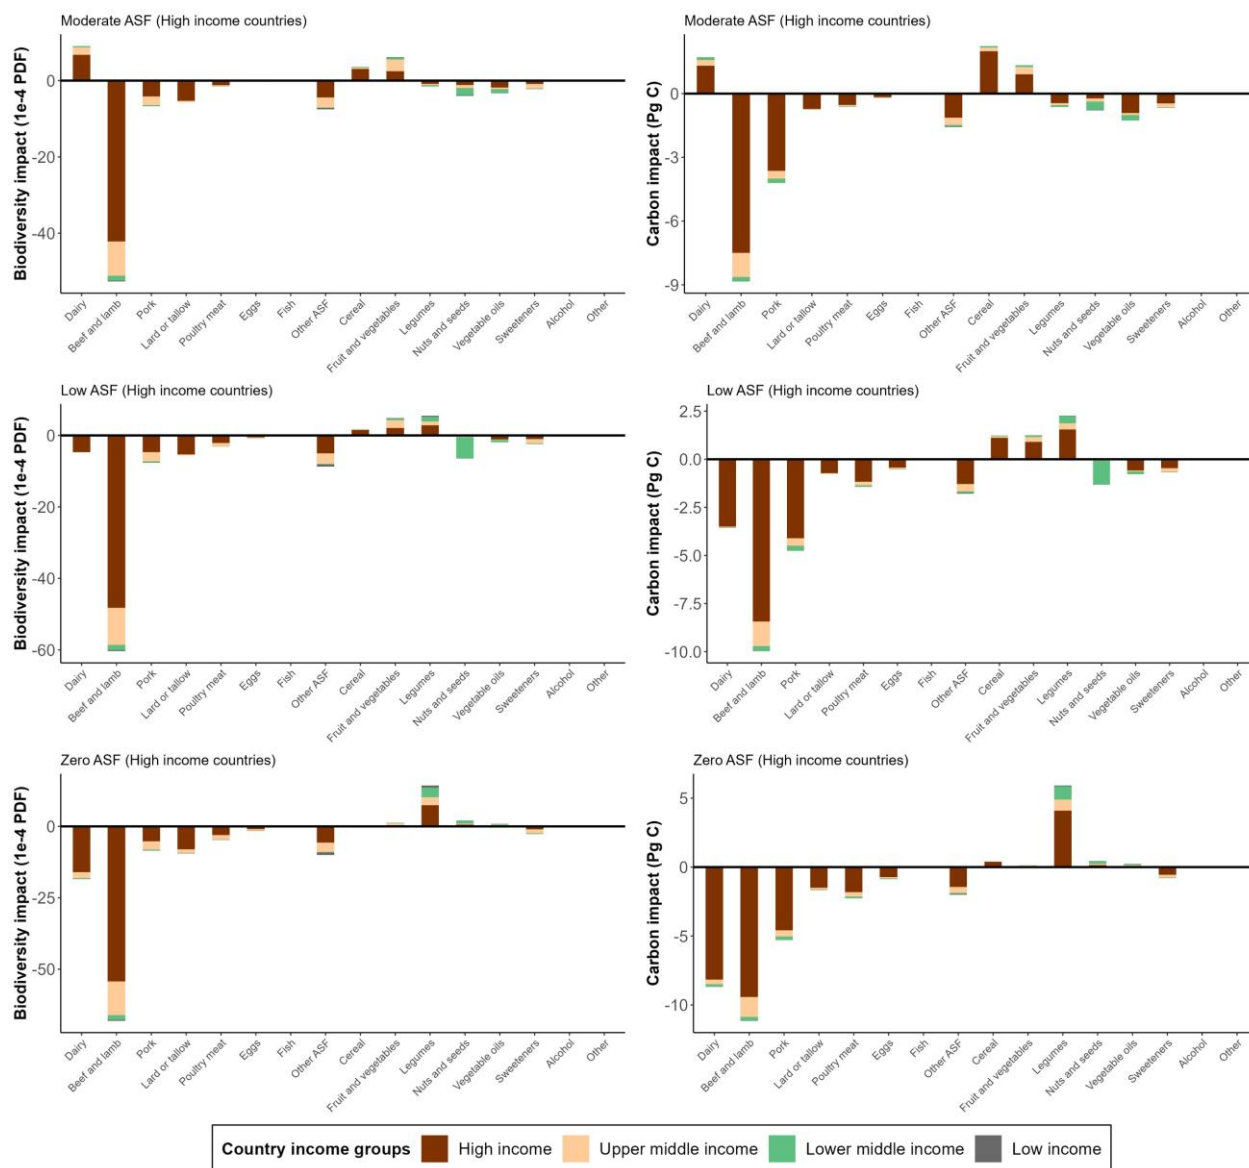 Moderate ASF (High income countries)
Biodiversity impact (1e-4 PDF)
0
-20
-40
Dairy
Beef and lamb
Pork
Lard or tallow
Poultry meat
Eggs
Fish
Other ASF
Cereal
Fruit and vegetables
Legumes
Nuts and seeds
Vegetable oils
Sweeteners
Alcohol
Other
Moderate ASF (High income countries)
Carbon impact (Pg C)
0
-3
-6
-9
Dairy
Beef and lamb
Pork
Lard or tallow
Poultry meat
Eggs
Fish
Other ASF
Cereal
Fruit and vegetables
Legumes
Nuts and seeds
Vegetable oils
Sweeteners
Alcohol
Other
Low ASF (High income countries)
Biodiversity impact (1e-4 PDF)
0
-20
-40
-60
Dairy
Beef and lamb
Pork
Lard or tallow
Poultry meat
Eggs
Fish
Other ASF
Cereal
Fruit and vegetables
Legumes
Nuts and seeds
Vegetable oils
Sweeteners
Alcohol
Other
Low ASF (High income countries)
Carbon impact (Pg C)
2.5
0.0
-2.5
-5.0
-7.5
-10.0
Dairy
Beef and lamb
Pork
Lard or tallow
Poultry meat
Eggs
Fish
Other ASF
Cereal
Fruit and vegetables
Legumes
Nuts and seeds
Vegetable oils
Sweeteners
Alcohol
Other
Zero ASF (High income countries)
Biodiversity impact (1e-4 PDF)
0
-25
-50
Dairy
Beef and lamb
Pork
Lard or tallow
Poultry meat
Eggs
Fish
Other ASF
Cereal
Fruit and vegetables
Legumes
Nuts and seeds
Vegetable oils
Sweeteners
Alcohol
Other
Zero ASF (High income countries)
Carbon impact (Pg C)
5
0
-5
-10
Dairy
Beef and lamb
Pork
Lard or tallow
Poultry meat
Eggs
Fish
Other ASF
Cereal
Fruit and vegetables
Legumes
Nuts and seeds
Vegetable oils
Sweeteners
Alcohol
Other
Country income groups High income Upper middle income Lower middle income Low income